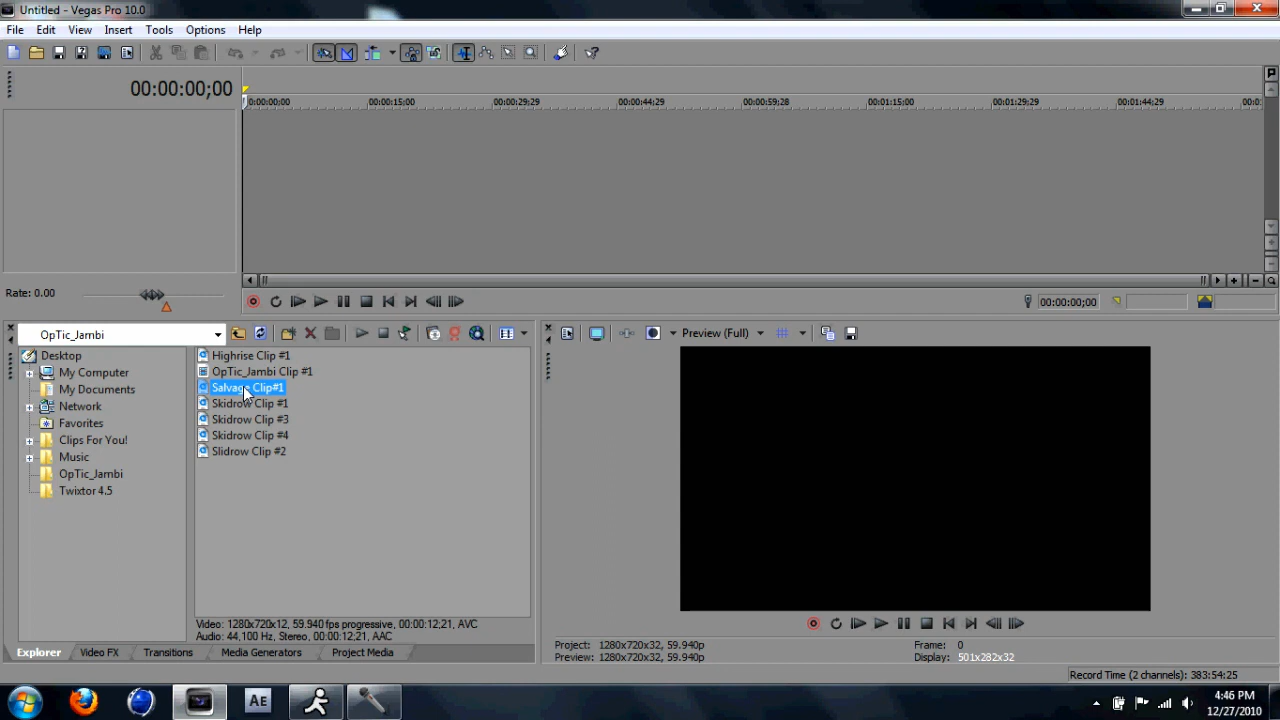 Untitled - Vegas Pro 10.0
File Edit View Insert Tools Options Help
00:00:00;00
0:00:00;00 00:00:15;00 00:00:29;29 00:00:44;29 00:00:59;28 00:01:15;00 00:01:29;29 00:01:44;29 00:0
Rate: 0.00
00:00:00;00
OpTic_Jambi
Preview (Full)
Desktop
My Computer
My Documents
Network
Favorites
Clips For You!
Music
OpTic_Jambi
Twixtor 4.5
Highrise Clip #1
OpTic_Jambi Clip #1
Salvage Clip#1
Skidrow Clip #1
Skidrow Clip #3
Skidrow Clip #4
Slidrow Clip #2
Video: 1280x720x12, 59.940 fps progressive, 00:00:12;21, AVC
Audio: 44,100 Hz, Stereo, 00:00:12;21, AAC
Explorer Video FX Transitions Media Generators Project Media
Project: 1280x720x32, 59.940p
Preview: 1280x720x32, 59.940p
Frame: 0
Display: 501x282x32
Record Time (2 channels): 383:54:25
Ae
4:46 PM
12/27/2010